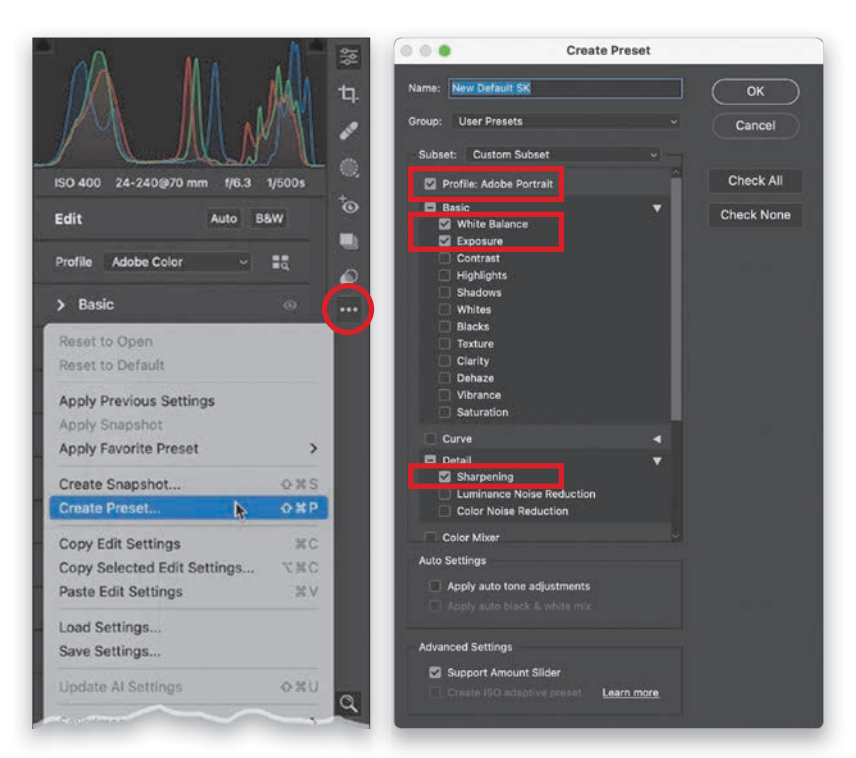 ISO 400 24-240@70 mm f/6.3 1/500s
Edit Auto B&W
Profile Adobe Color
Basic
Reset to Open
Reset to Default
Apply Previous Settings
Apply Snapshot
Apply Favorite Preset
Create Snapshot... ⇧⌘S
Create Preset... ⇧⌘P
Copy Edit Settings ⌘C
Copy Selected Edit Settings... ⌥⌘C
Paste Edit Settings ⌘V
Load Settings...
Save Settings...
Update AI Settings ⇧⌘U
Create Preset
Name: New Default SK
Group: User Presets
Subset: Custom Subset
Profile: Adobe Portrait
Basic
White Balance
Exposure
Contrast
Highlights
Shadows
Whites
Blacks
Texture
Clarity
Dehaze
Vibrance
Saturation
Curve
Detail
Sharpening
Luminance Noise Reduction
Color Noise Reduction
Color Mixer
Auto Settings
Apply auto tone adjustments
Apply auto black & white mix
Advanced Settings
Support Amount Slider
Create ISO adaptive preset Learn more
OK
Cancel
Check All
Check None